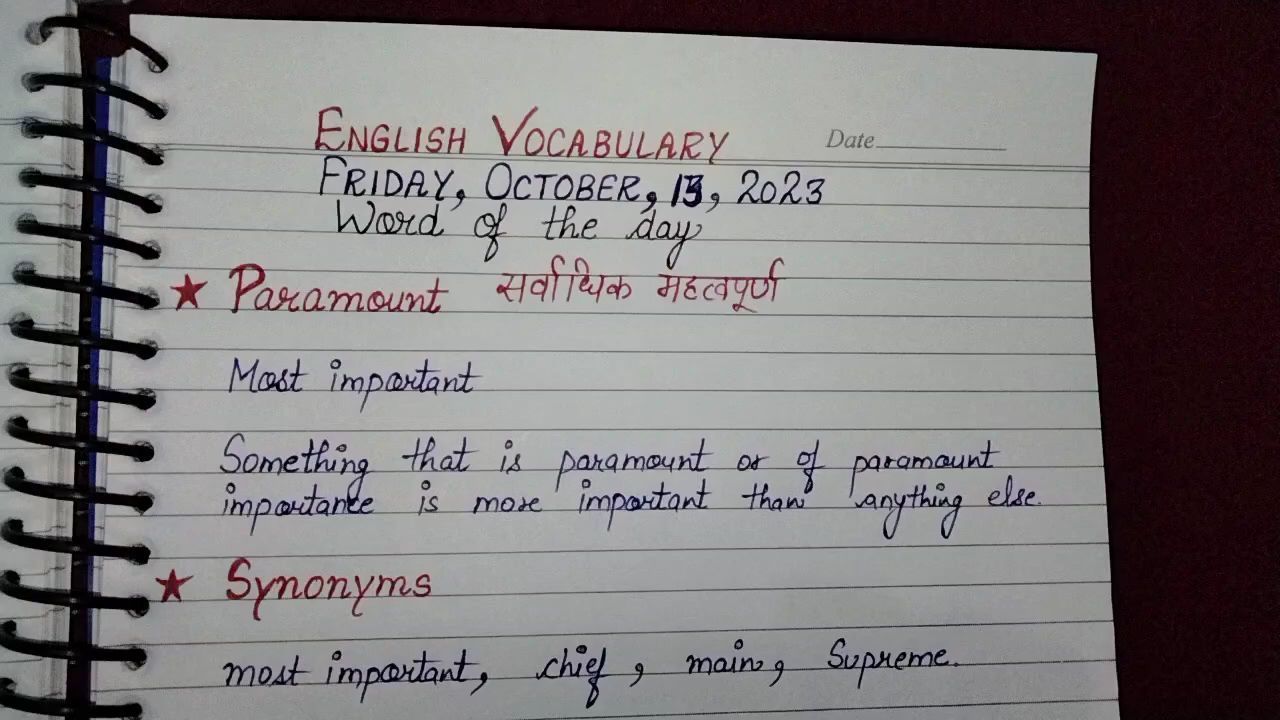 ENGLISH VOCABULARY Date
FRIDAY, OCTOBER, 13, 2023
Word of the day
★ Paramount सर्वाधिक महत्वपूर्ण
Most important
Something that is paramount or of paramount
importance is more important than anything else.
★ Synonyms
most important, chief, main, Supreme.